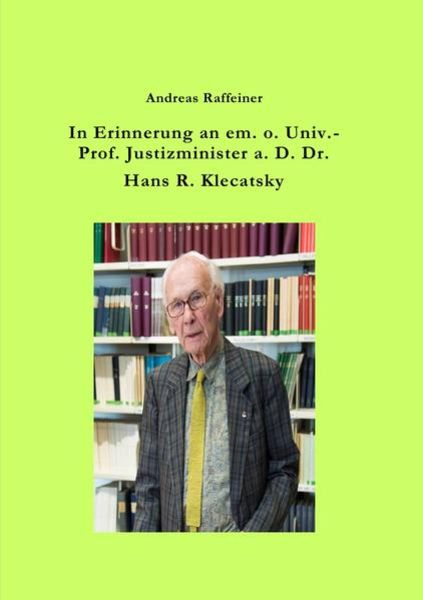 Andreas Raffeiner
In Erinnerung an em. o. Univ.-
Prof. Justizminister a. D. Dr.
Hans R. Klecatsky